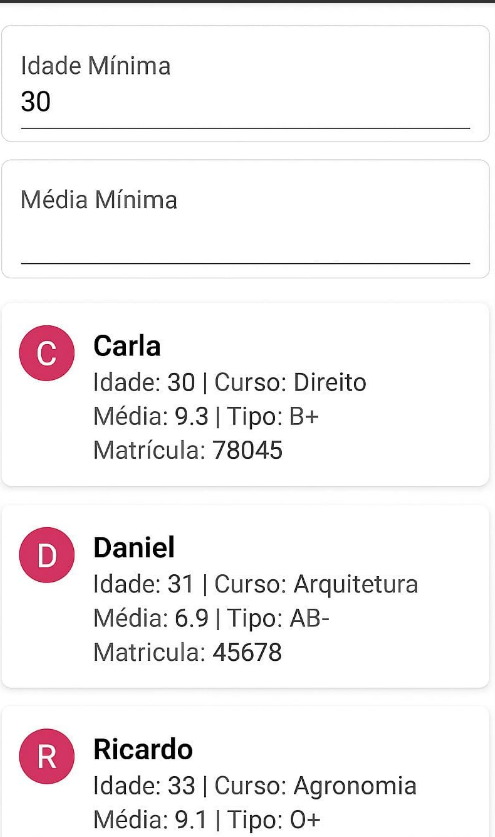 Idade Mínima
30
Média Mínima
C
Carla
Idade: 30 | Curso: Direito
Média: 9.3 | Tipo: B+
Matrícula: 78045
D
Daniel
Idade: 31 | Curso: Arquitetura
Média: 6.9 | Tipo: AB-
Matricula: 45678
R
Ricardo
Idade: 33 | Curso: Agronomia
Média: 9.1 | Tipo: O+